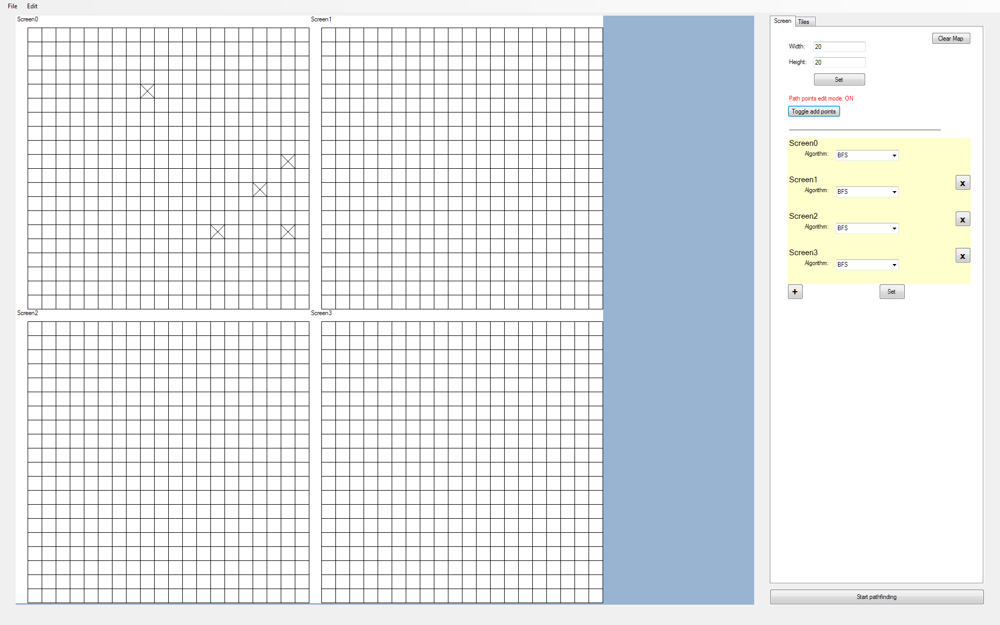 File Edit
Screen0 Screen1
Screen2 Screen3
Screen Tiles
Clear Map
Width: 20
Height: 20
Set
Path points edit mode: ON
Toggle add points
Screen0
Algorithm: BFS
Screen1
x
Algorithm: BFS
Screen2
x
Algorithm: BFS
Screen3
x
Algorithm: BFS
+ Set
Start pathfinding